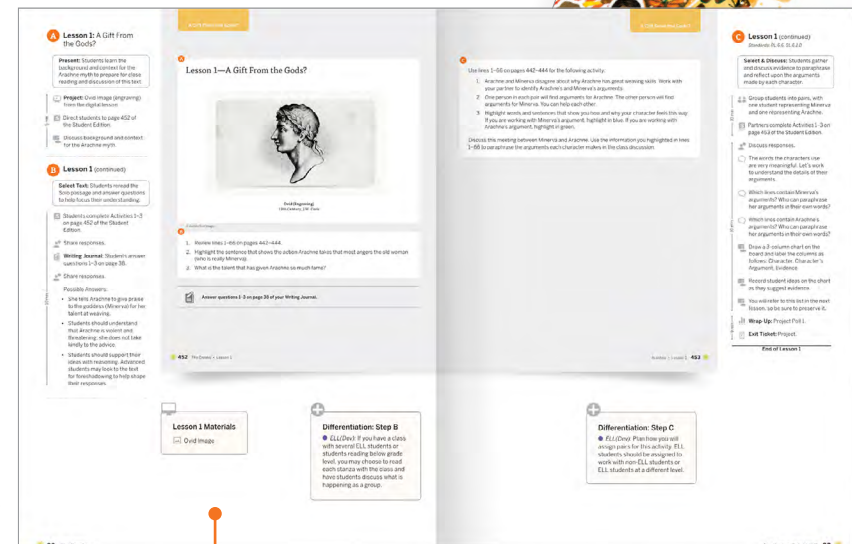 A Lesson 1: A Gift From
the Gods?
Present: Students learn the
background and context for the
Arachne myth to prepare for close
reading and discussion of this text.
Project: Ovid Image (engraving)
from the digital lesson.
Direct students to page 452 of
the Student Edition.
Discuss background and context
for the Arachne myth.
B Lesson 1 (continued)
Select Text: Students reread the
Solo passage and answer questions
to help focus their understanding.
Students complete Activities 1–3
on page 452 of the Student
Edition.
Share responses.
Writing Journal: Students answer
questions 1–3 on page 36.
Share responses.
Possible Answers:
• She tells Arachne to give praise
to the goddess (Minerva) for her
talent at weaving.
• Students should understand
that Arachne is violent and
threatening; she does not take
kindly to the advice.
• Students should support their
ideas with reasoning. Advanced
students may look to the text
for foreshadowing to help shape
their responses.
A
Lesson 1—A Gift From the Gods?
Ovid (Engraving)
B
1. Review lines 1–66 on pages 442–444.
2. Highlight the sentence that shows the action Arachne takes that most angers the old woman
(who is really Minerva).
3. What is the talent that has given Arachne so much fame?
Answer questions 1–3 on page 36 of your Writing Journal.
452
Lesson 1 Materials
Ovid Image
Differentiation: Step B
ELL(Dev): If you have a class
with several ELL students or
students reading below grade
level, you may choose to read
each stanza with the class and
have students discuss what is
happening as a group.
C
Use lines 1–66 on pages 442–444 for the following activity.
1. Arachne and Minerva disagree about why Arachne has great weaving skills. Work with
your partner to identify Arachne's and Minerva's arguments.
2. One person in each pair will find arguments for Arachne. The other person will find
arguments for Minerva. You can help each other.
3. Highlight words and sentences that show you how and why your character feels this way.
If you are working with Minerva's argument, highlight in blue. If you are working with
Arachne's argument, highlight in green.
Discuss this meeting between Minerva and Arachne. Use the information you highlighted in lines
1–66 to paraphrase the arguments each character makes in the class discussion.
453
Differentiation: Step C
ELL(Dev): Plan how you will
assign pairs for this activity. ELL
students should be assigned to
work with non-ELL students or
ELL students at a different level.
C Lesson 1 (continued)
Select & Discuss: Students gather
and discuss evidence to paraphrase
and reflect upon the arguments
made by each character.
Group students into pairs, with
one student representing Minerva
and one representing Arachne.
Partners complete Activities 1–3 on
page 453 of the Student Edition.
Discuss responses.
The words the characters use
are very meaningful. Let's work
to understand the details of their
arguments.
Which lines contain Minerva's
arguments? Who can paraphrase
her arguments in their own words?
Which lines contain Arachne's
arguments? Who can paraphrase
her arguments in their own words?
Draw a 3-column chart on the
board and label the columns as
follows: Character, Character's
Argument, Evidence.
Record student ideas on the chart
as they suggest evidence.
You will refer to this list in the next
lesson, so be sure to preserve it.
Wrap-Up: Project Poll 1.
Exit Ticket: Project.
End of Lesson 1